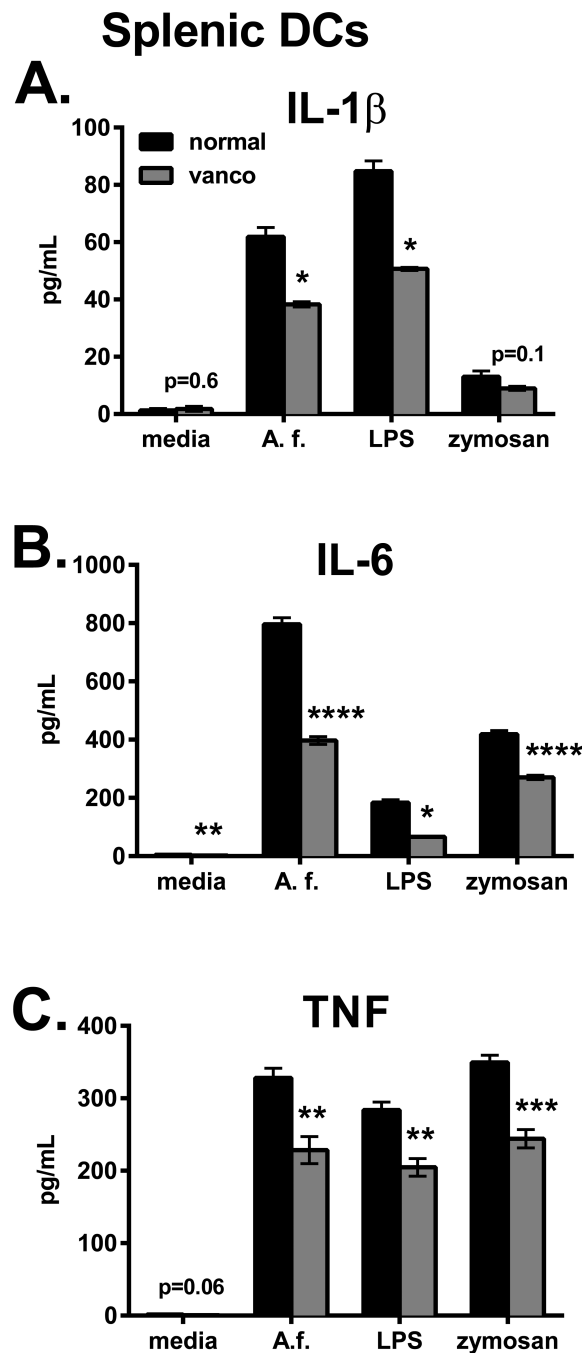 Splenic DCs
A.
IL-1β
100
80
60
40
20
0
pg/mL
normal
vanco
p=0.6
*
*
p=0.1
media A. f. LPS zymosan
B.
IL-6
1000
800
600
400
200
0
pg/mL
**
****
*
****
media A. f. LPS zymosan
C.
TNF
400
300
200
100
0
pg/mL
p=0.06
**
**
***
media A.f. LPS zymosan